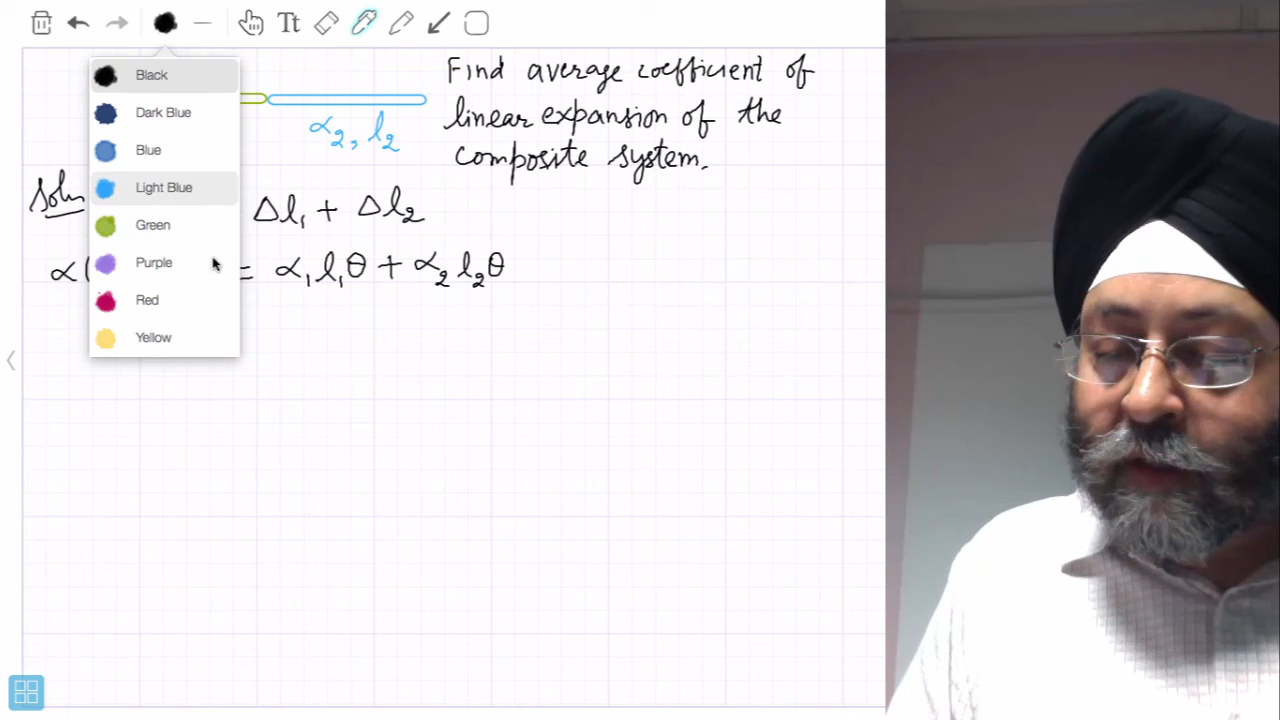 Tt
Black
Dark Blue
Blue
Light Blue
Green
Purple
Red
Yellow
α₂, l₂
Find average coefficient of
linear expansion of the
composite system.
Soln
Δl₁ + Δl₂
α( = α₁l₁θ + α₂l₂θ